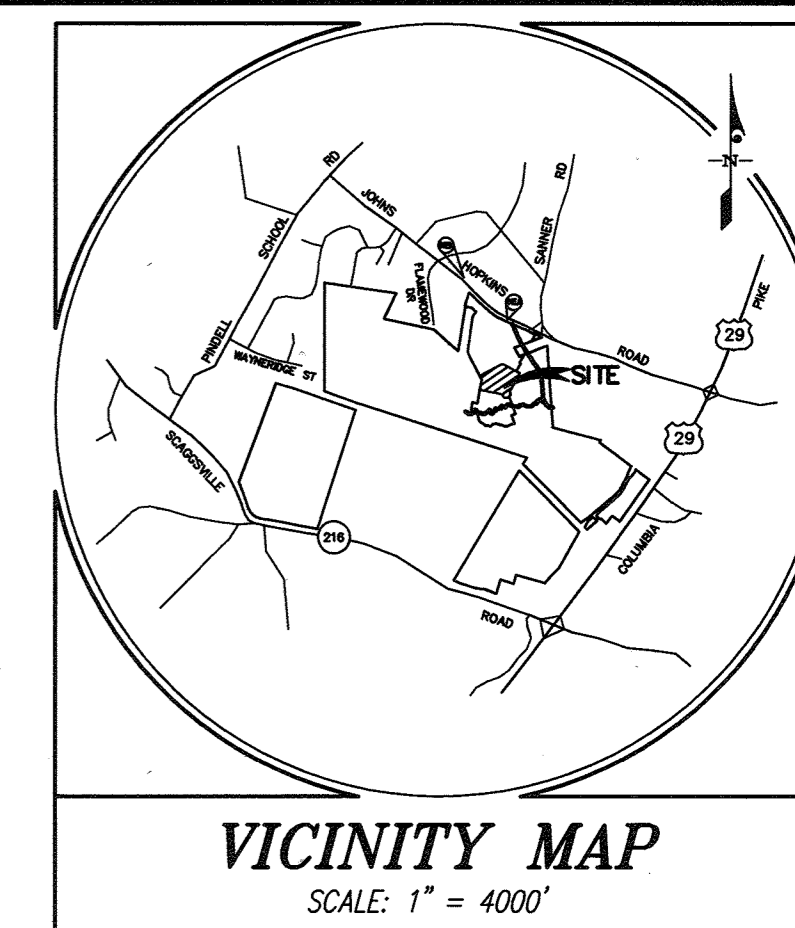 PINDELL SCHOOL RD
JOHNS HOPKINS ROAD
SANNER RD
FLAMEWOOD DR
WAYNERIDGE ST
SCAGGSVILLE ROAD
216
COLUMBIA PIKE
29
29
SITE
N
VICINITY MAP
SCALE: 1" = 4000'